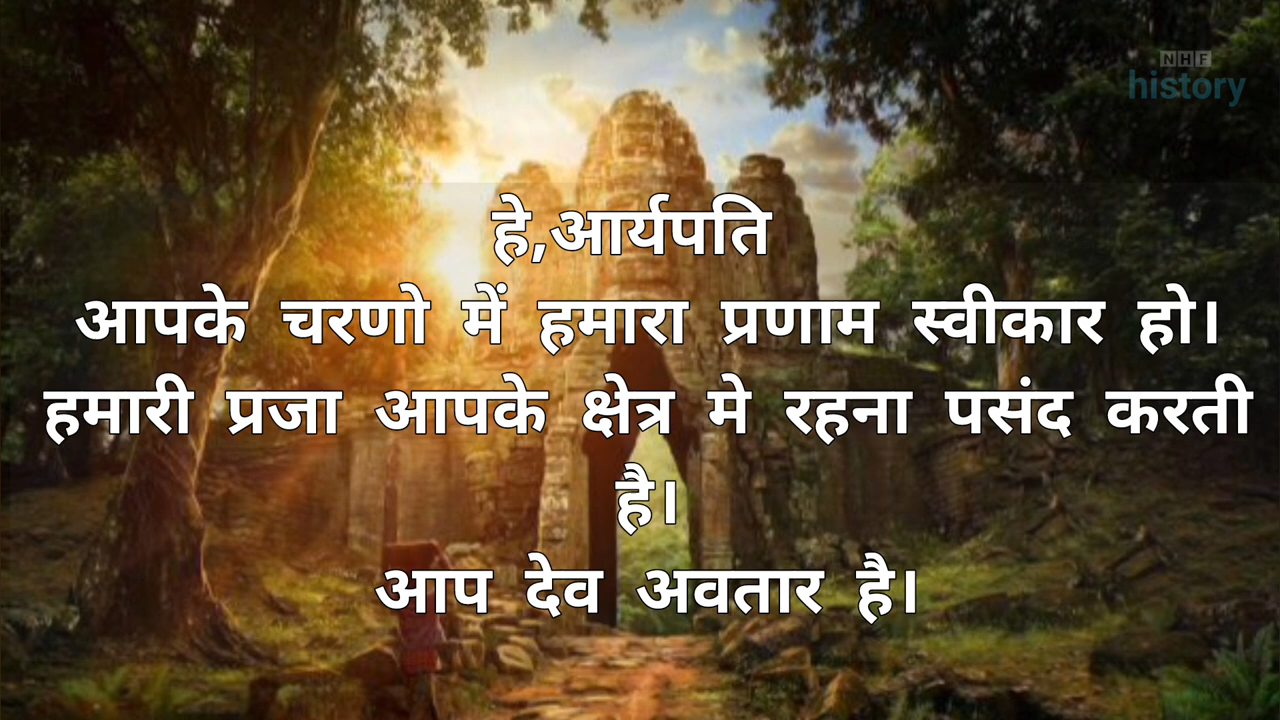 NHF
history
हे,आर्यपति
आपके चरणो में हमारा प्रणाम स्वीकार हो।
हमारी प्रजा आपके क्षेत्र मे रहना पसंद करती
है।
आप देव अवतार है।